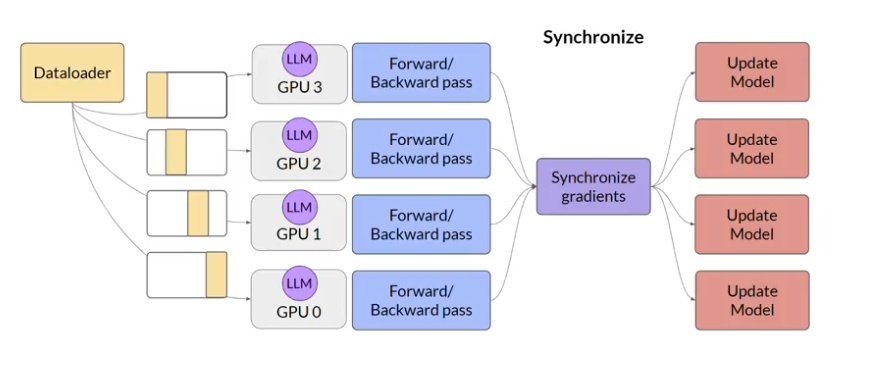 Synchronize
Dataloader
LLM
GPU 3
Forward/
Backward pass
Update
Model
LLM
GPU 2
Forward/
Backward pass
Update
Model
Synchronize
gradients
LLM
GPU 1
Forward/
Backward pass
Update
Model
LLM
GPU 0
Forward/
Backward pass
Update
Model